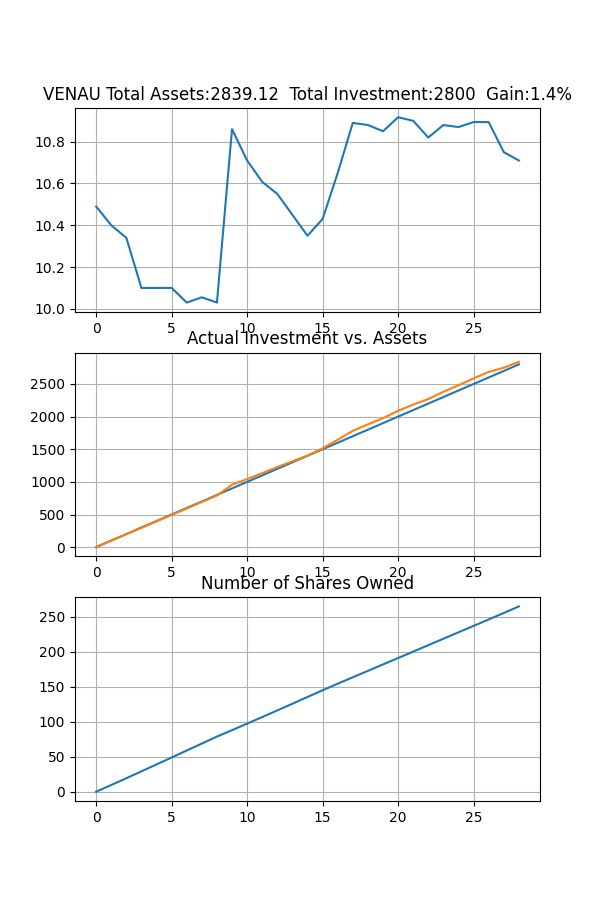 VENAU Total Assets:2839.12  Total Investment:2800  Gain:1.4%
10.8
10.6
10.4
10.2
10.0
0 5 10 15 20 25
Actual Investment vs. Assets
2500
2000
1500
1000
500
0
0 5 10 15 20 25
Number of Shares Owned
250
200
150
100
50
0
0 5 10 15 20 25